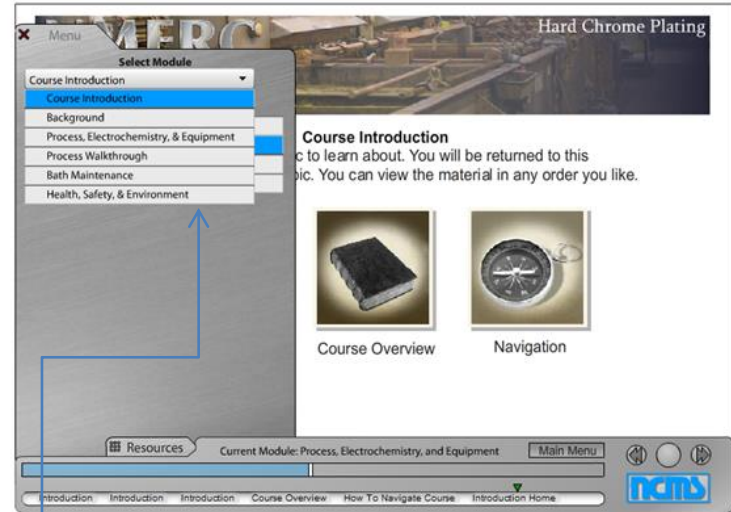 NMERC
Hard Chrome Plating
Menu
Select Module
Course Introduction
Course Introduction
Background
Process, Electrochemistry, & Equipment
Process Walkthrough
Bath Maintenance
Health, Safety, & Environment
Course Introduction
to learn about. You will be returned to this
You can view the material in any order you like.
Course Overview
Navigation
Resources
Current Module: Process, Electrochemistry, and Equipment
Main Menu
Introduction Introduction Introduction Course Overview How To Navigate Course Introduction Home
ncms